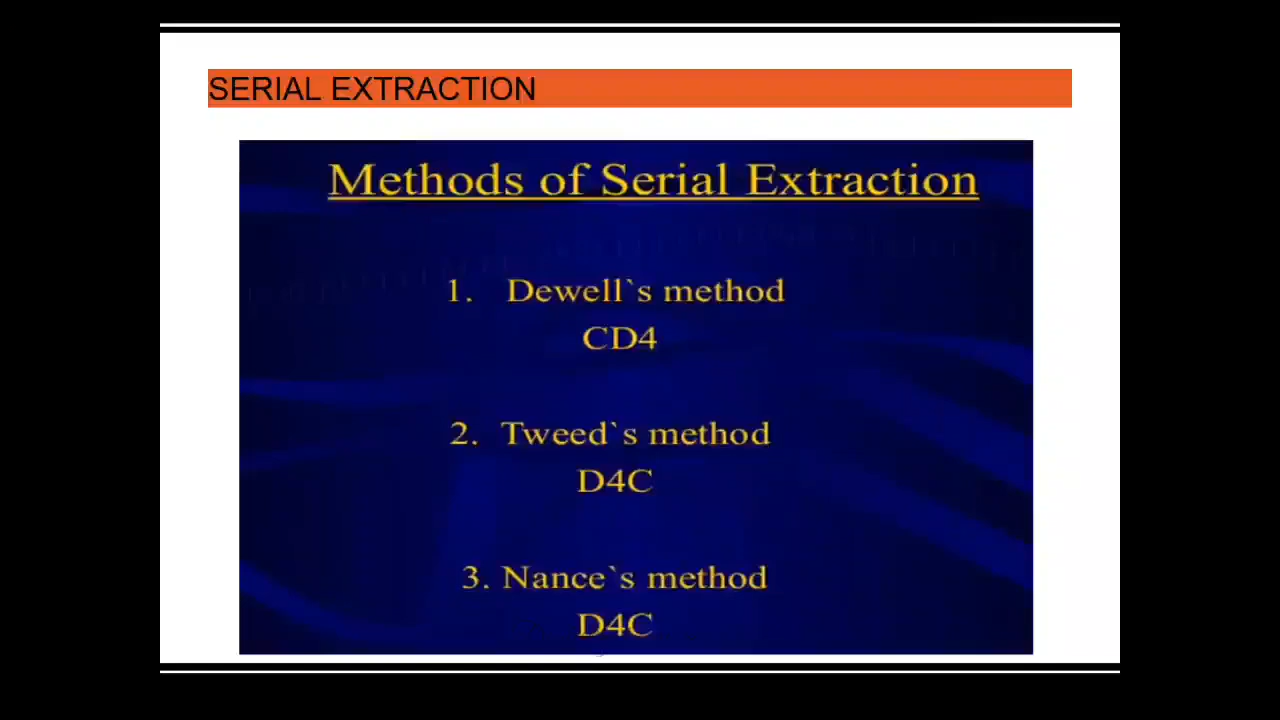 SERIAL EXTRACTION
Methods of Serial Extraction
1. Dewell`s method
CD4
2. Tweed`s method
D4C
3. Nance`s method
D4C